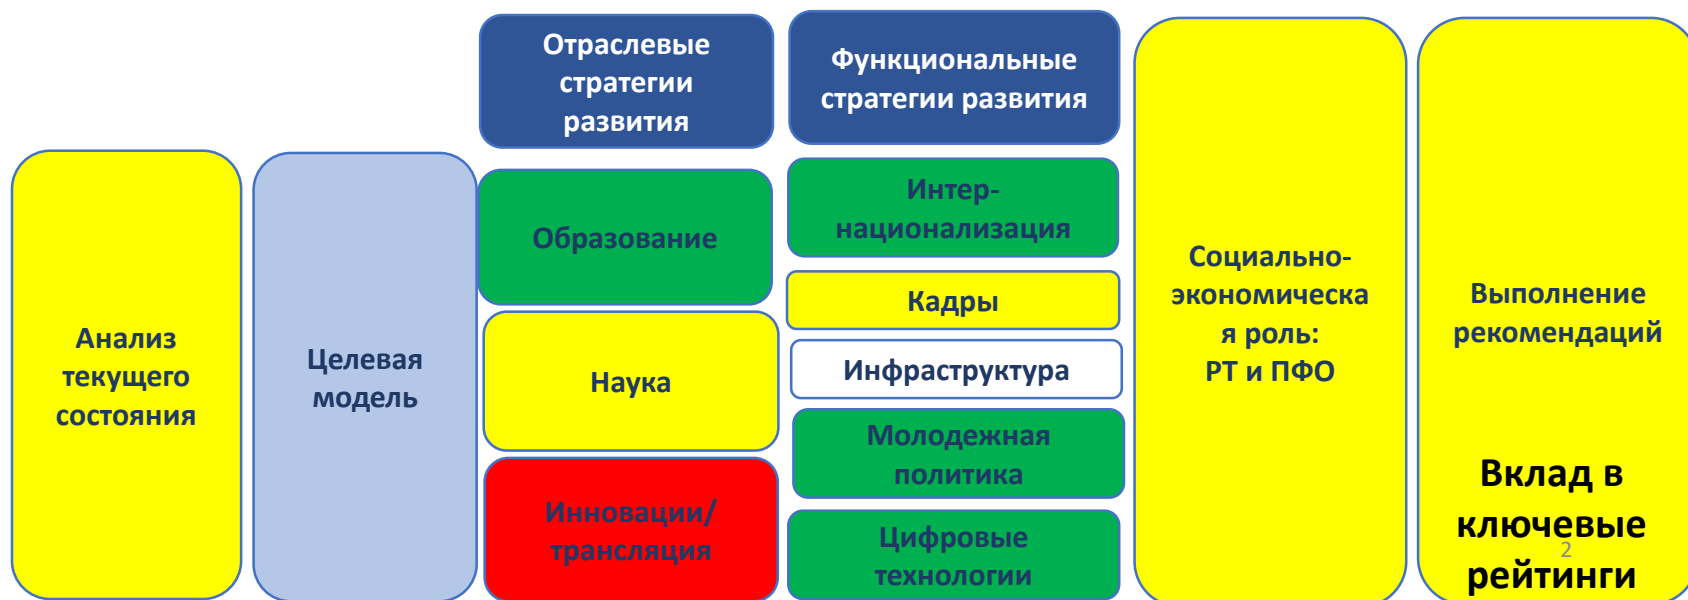 Анализ
текущего
состояния
Целевая
модель
Отраслевые
стратегии
развития
Образование
Наука
Инновации/
трансляция
Функциональные
стратегии развития
Интер-
национализация
Кадры
Инфраструктура
Молодежная
политика
Цифровые
технологии
Социально-
экономическа
я роль:
РТ и ПФО
Выполнение
рекомендаций
Вклад в
ключевые
2
рейтинги